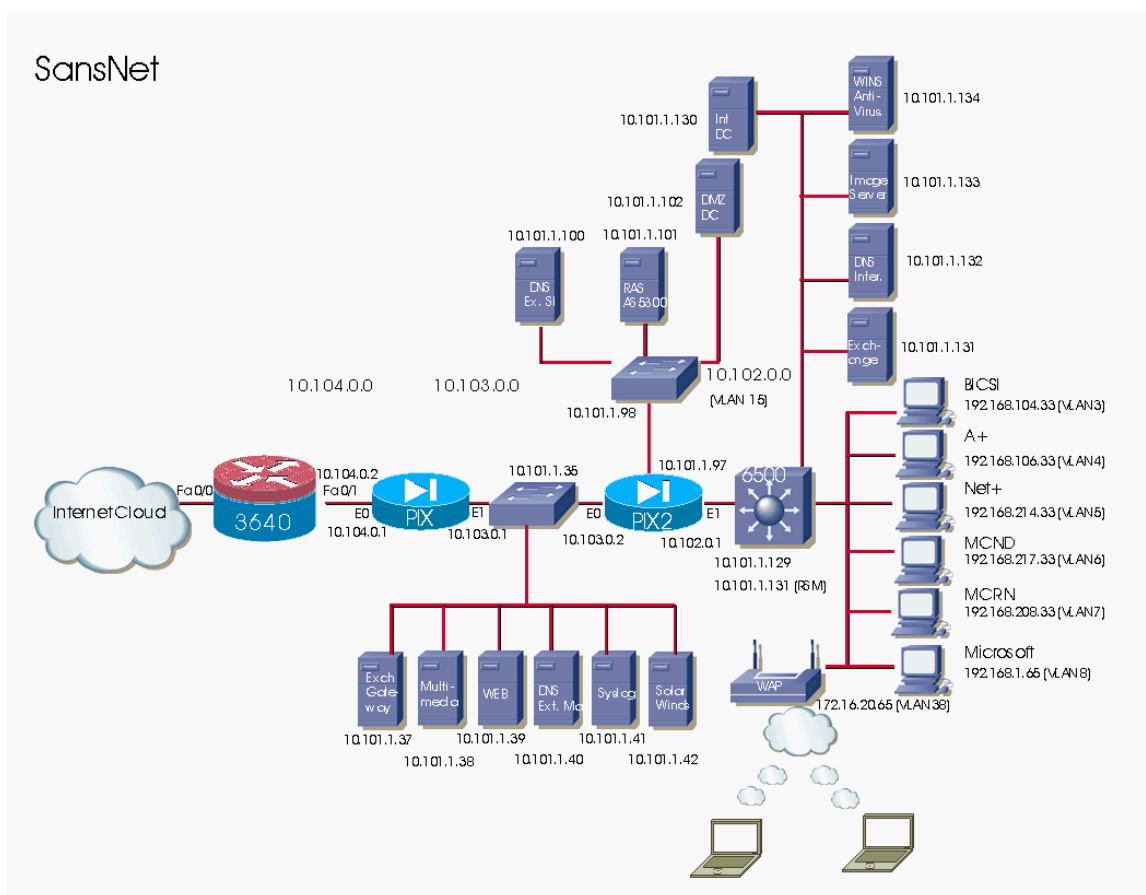 SansNet
WINS
Anti-
Virus
10.101.1.134
10.101.1.130
Int
DC
Image
Server
10.101.1.133
10.101.1.102
DMZ
DC
10.101.1.100
10.101.1.101
DNS
Ex. Sl
RAS
AS5300
DNS
Inter.
10.101.1.132
Exch-
ange
10.101.1.131
10.104.0.0
10.103.0.0
10.102.0.0
(VLAN 15)
10.101.1.98
BICSI
192.168.104.33 (VLAN3)
A+
192.168.106.33 (VLAN4)
Net+
192.168.214.33 (VLAN5)
MCND
192.168.217.33 (VLAN6)
MCRN
192.168.208.33 (VLAN7)
Microsoft
192.168.1.65 (VLAN8)
InternetCloud
Fa0/0
3640
10.104.0.2
Fa0/1
E0
10.104.0.1
PIX
E1
10.103.0.1
10.101.1.35
E0
10.103.0.2
PIX2
10.101.1.97
E1
10.102.0.1
6500
10.101.1.129
10.101.1.131 (RSM)
Exch
Gate-
way
Multi-
media
WEB
DNS
Ext. Ma
Syslog
Solar
Winds
10.101.1.37
10.101.1.38
10.101.1.39
10.101.1.40
10.101.1.41
10.101.1.42
WAP
172.16.20.65 (VLAN38)